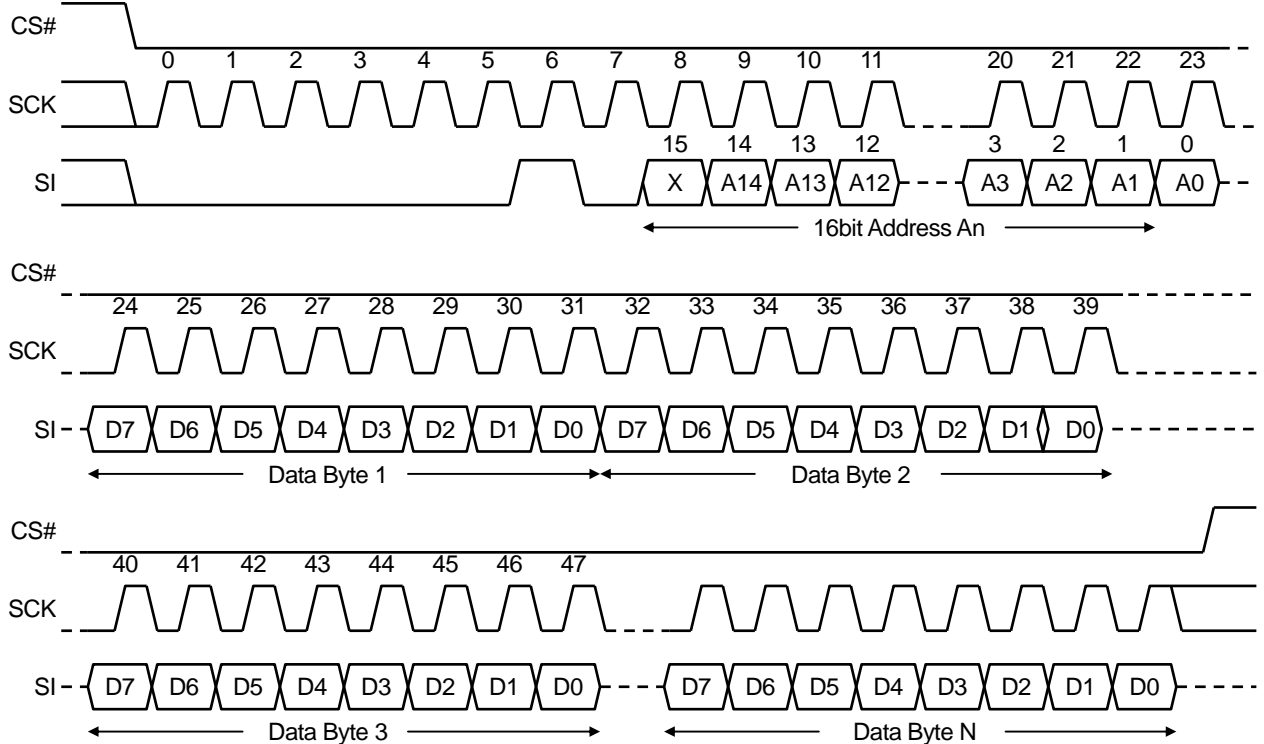 CS#
0 1 2 3 4 5 6 7 8 9 10 11 20 21 22 23
SCK
15 14 13 12 3 2 1 0
SI X A14 A13 A12 A3 A2 A1 A0
16bit Address An
CS#
24 25 26 27 28 29 30 31 32 33 34 35 36 37 38 39
SCK
SI D7 D6 D5 D4 D3 D2 D1 D0 D7 D6 D5 D4 D3 D2 D1 D0
Data Byte 1 Data Byte 2
CS#
40 41 42 43 44 45 46 47
SCK
SI D7 D6 D5 D4 D3 D2 D1 D0 D7 D6 D5 D4 D3 D2 D1 D0
Data Byte 3 Data Byte N